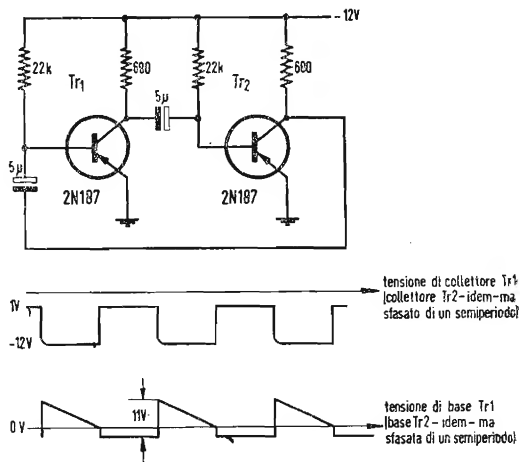 -12V
22k
Tr1
680
22k
Tr2
680
5µ
5µ
2N187
2N187
1V
-12V
tensione di collettore Tr1
(collettore Tr2-idem-ma
sfasato di un semiperiodo)
0 V
11V
tensione di base Tr1
(base Tr2 - idem - ma
sfasata di un semiperiodo)